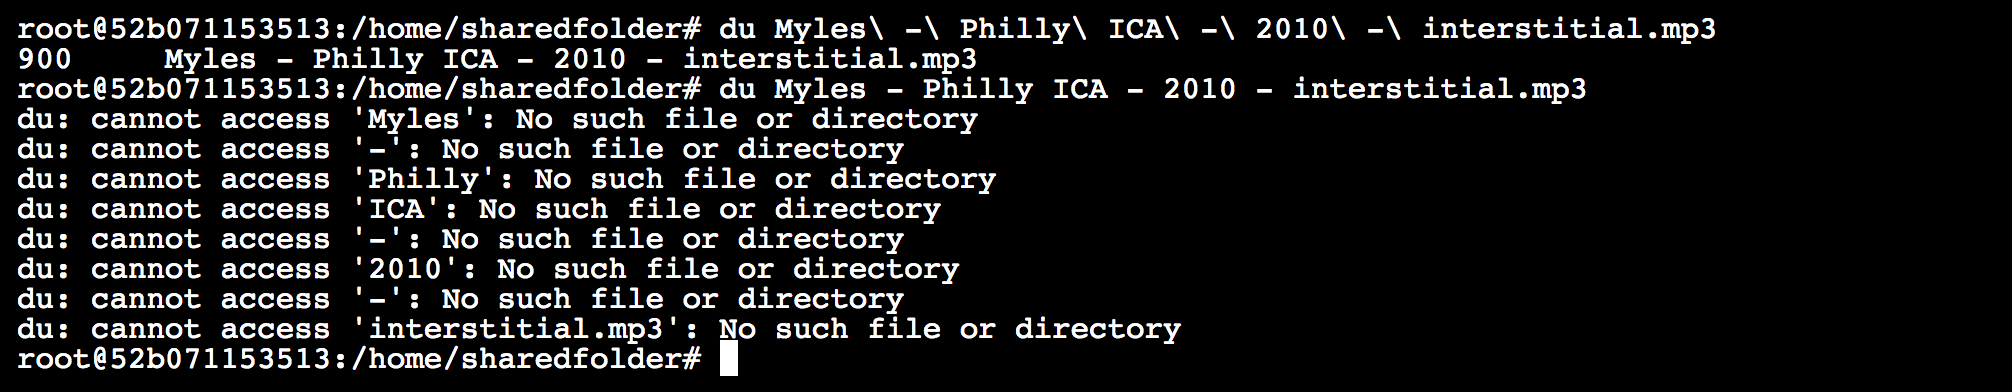 root@52b071153513:/home/sharedfolder# du Myles\ -\ Philly\ ICA\ -\ 2010\ -\ interstitial.mp3
900     Myles - Philly ICA - 2010 - interstitial.mp3
root@52b071153513:/home/sharedfolder# du Myles - Philly ICA - 2010 - interstitial.mp3
du: cannot access 'Myles': No such file or directory
du: cannot access '-': No such file or directory
du: cannot access 'Philly': No such file or directory
du: cannot access 'ICA': No such file or directory
du: cannot access '-': No such file or directory
du: cannot access '2010': No such file or directory
du: cannot access '-': No such file or directory
du: cannot access 'interstitial.mp3': No such file or directory
root@52b071153513:/home/sharedfolder#